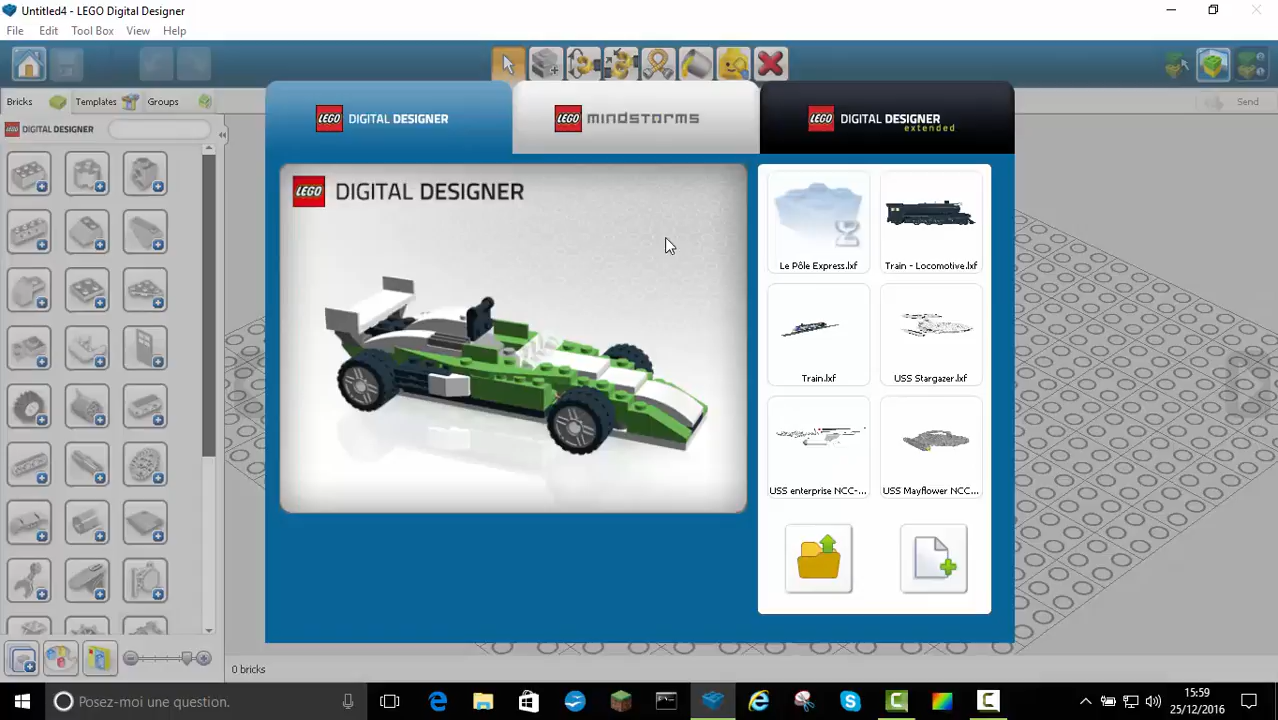 Untitled4 - LEGO Digital Designer
File Edit Tool Box View Help
Bricks Templates Groups
Send
LEGO DIGITAL DESIGNER
LEGO DIGITAL DESIGNER
LEGO mindstorms
LEGO DIGITAL DESIGNER extended
LEGO DIGITAL DESIGNER
Le Pôle Express.lxf
Train - Locomotive.lxf
Train.lxf
USS Stargazer.lxf
USS enterprise NCC-...
USS Mayflower NCC...
0 bricks
Posez-moi une question.
15:59
25/12/2016